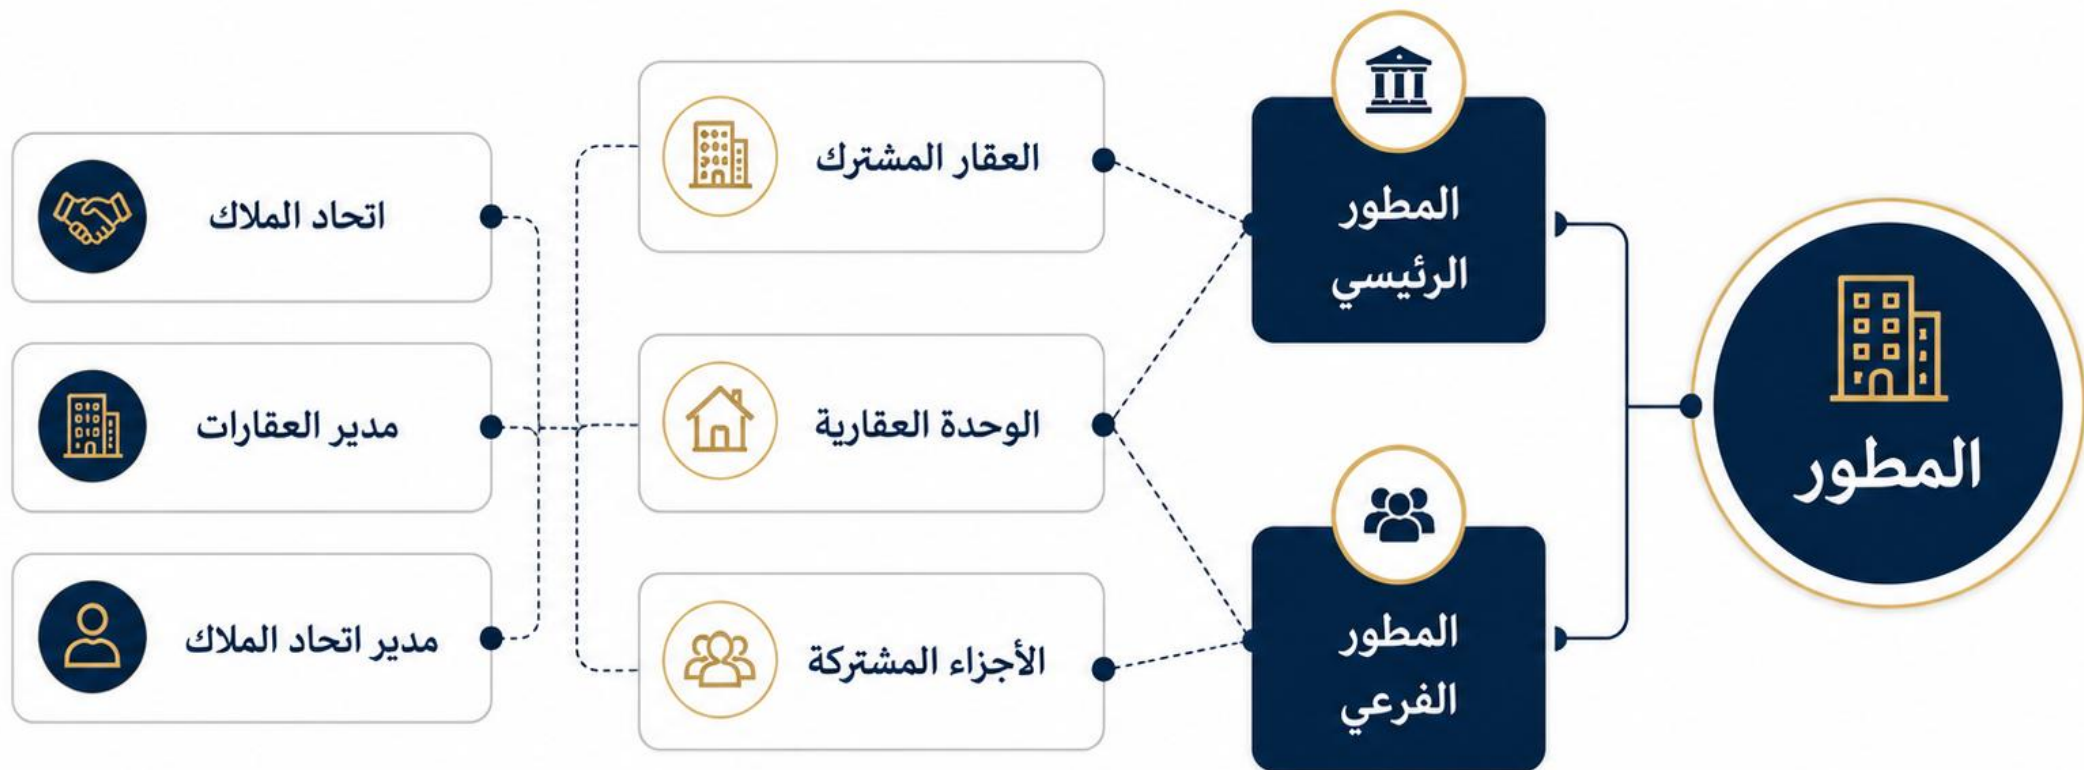 المطور
المطور
الرئيسي
المطور
الفرعي
العقار المشترك
الوحدة العقارية
الأجزاء المشتركة
اتحاد الملاك
مدير العقارات
مدير اتحاد الملاك